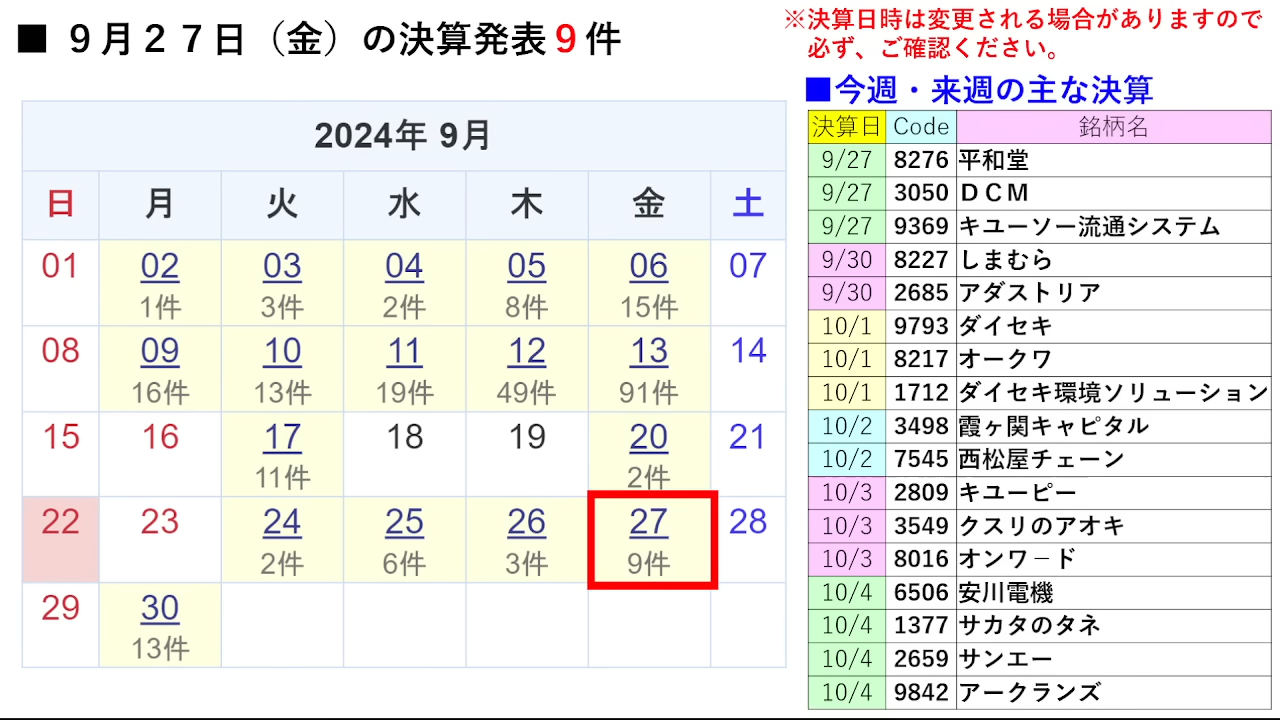 ■ ９月２７日（金）の決算発表９件
※決算日時は変更される場合がありますので
必ず、ご確認ください。
2024年 9月
日 月 火 水 木 金 土
01 02 03 04 05 06 07
1件 3件 2件 8件 15件
08 09 10 11 12 13 14
16件 13件 19件 49件 91件
15 16 17 18 19 20 21
11件 2件
22 23 24 25 26 27 28
2件 6件 3件 9件
29 30
13件
■今週・来週の主な決算
決算日 Code 銘柄名
9/27 8276 平和堂
9/27 3050 ＤＣＭ
9/27 9369 キユーソー流通システム
9/30 8227 しまむら
9/30 2685 アダストリア
10/1 9793 ダイセキ
10/1 8217 オークワ
10/1 1712 ダイセキ環境ソリューション
10/2 3498 霞ヶ関キャピタル
10/2 7545 西松屋チェーン
10/3 2809 キユーピー
10/3 3549 クスリのアオキ
10/3 8016 オンワ－ド
10/4 6506 安川電機
10/4 1377 サカタのタネ
10/4 2659 サンエー
10/4 9842 アークランズ